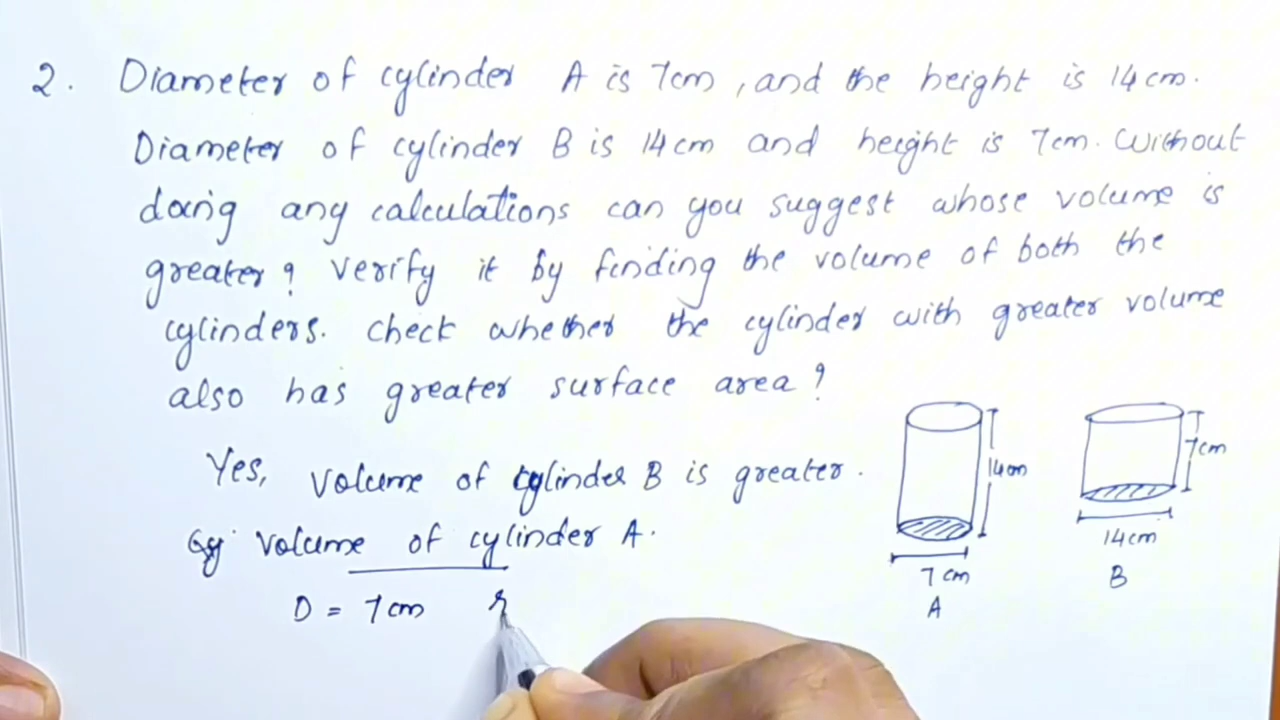 2. Diameter of cylinder A is 7cm, and the height is 14cm.
Diameter of cylinder B is 14cm and height is 7cm. Without
doing any calculations can you suggest whose volume is
greater? Verify it by finding the volume of both the
cylinders. Check whether the cylinder with greater volume
also has greater surface area?
Yes, volume of cylinder B is greater.
Volume of cylinder A.
D = 7cm r
14cm
7cm
A
7cm
14cm
B